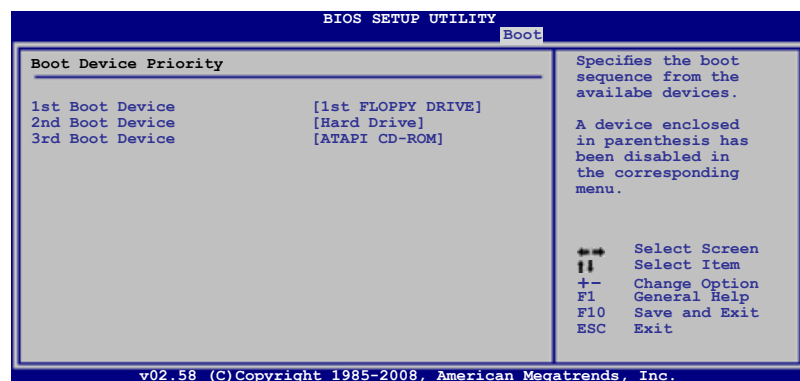 BIOS SETUP UTILITY
Boot
Boot Device Priority
1st Boot Device [1st FLOPPY DRIVE]
2nd Boot Device [Hard Drive]
3rd Boot Device [ATAPI CD-ROM]
Specifies the boot
sequence from the
availabe devices.
A device enclosed
in parenthesis has
been disabled in
the corresponding
menu.
←→ Select Screen
↑↓ Select Item
+- Change Option
F1 General Help
F10 Save and Exit
ESC Exit
v02.58 (C)Copyright 1985-2008, American Megatrends, Inc.